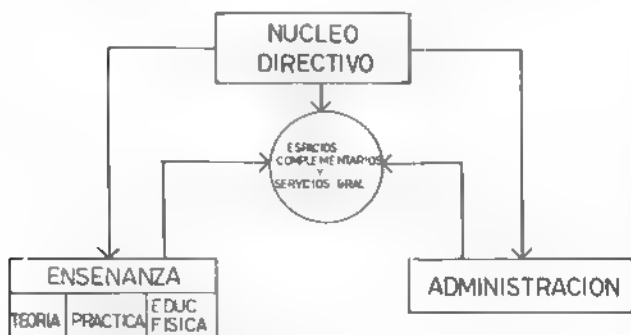 NUCLEO
DIRECTIVO
ESPACIOS
COMPLEMENTARIOS
Y
SERVICIOS GRAL
ENSENANZA
TEORIA
PRACTICA
EDUC
FISICA
ADMINISTRACION